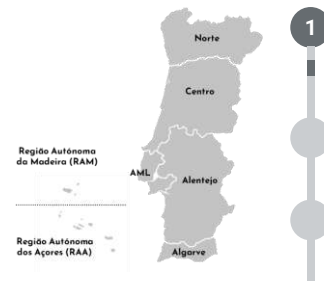 Norte
1
Centro
Região Autónoma
da Madeira (RAM)
AML
Alentejo
Região Autónoma
dos Açores (RAA)
Algarve